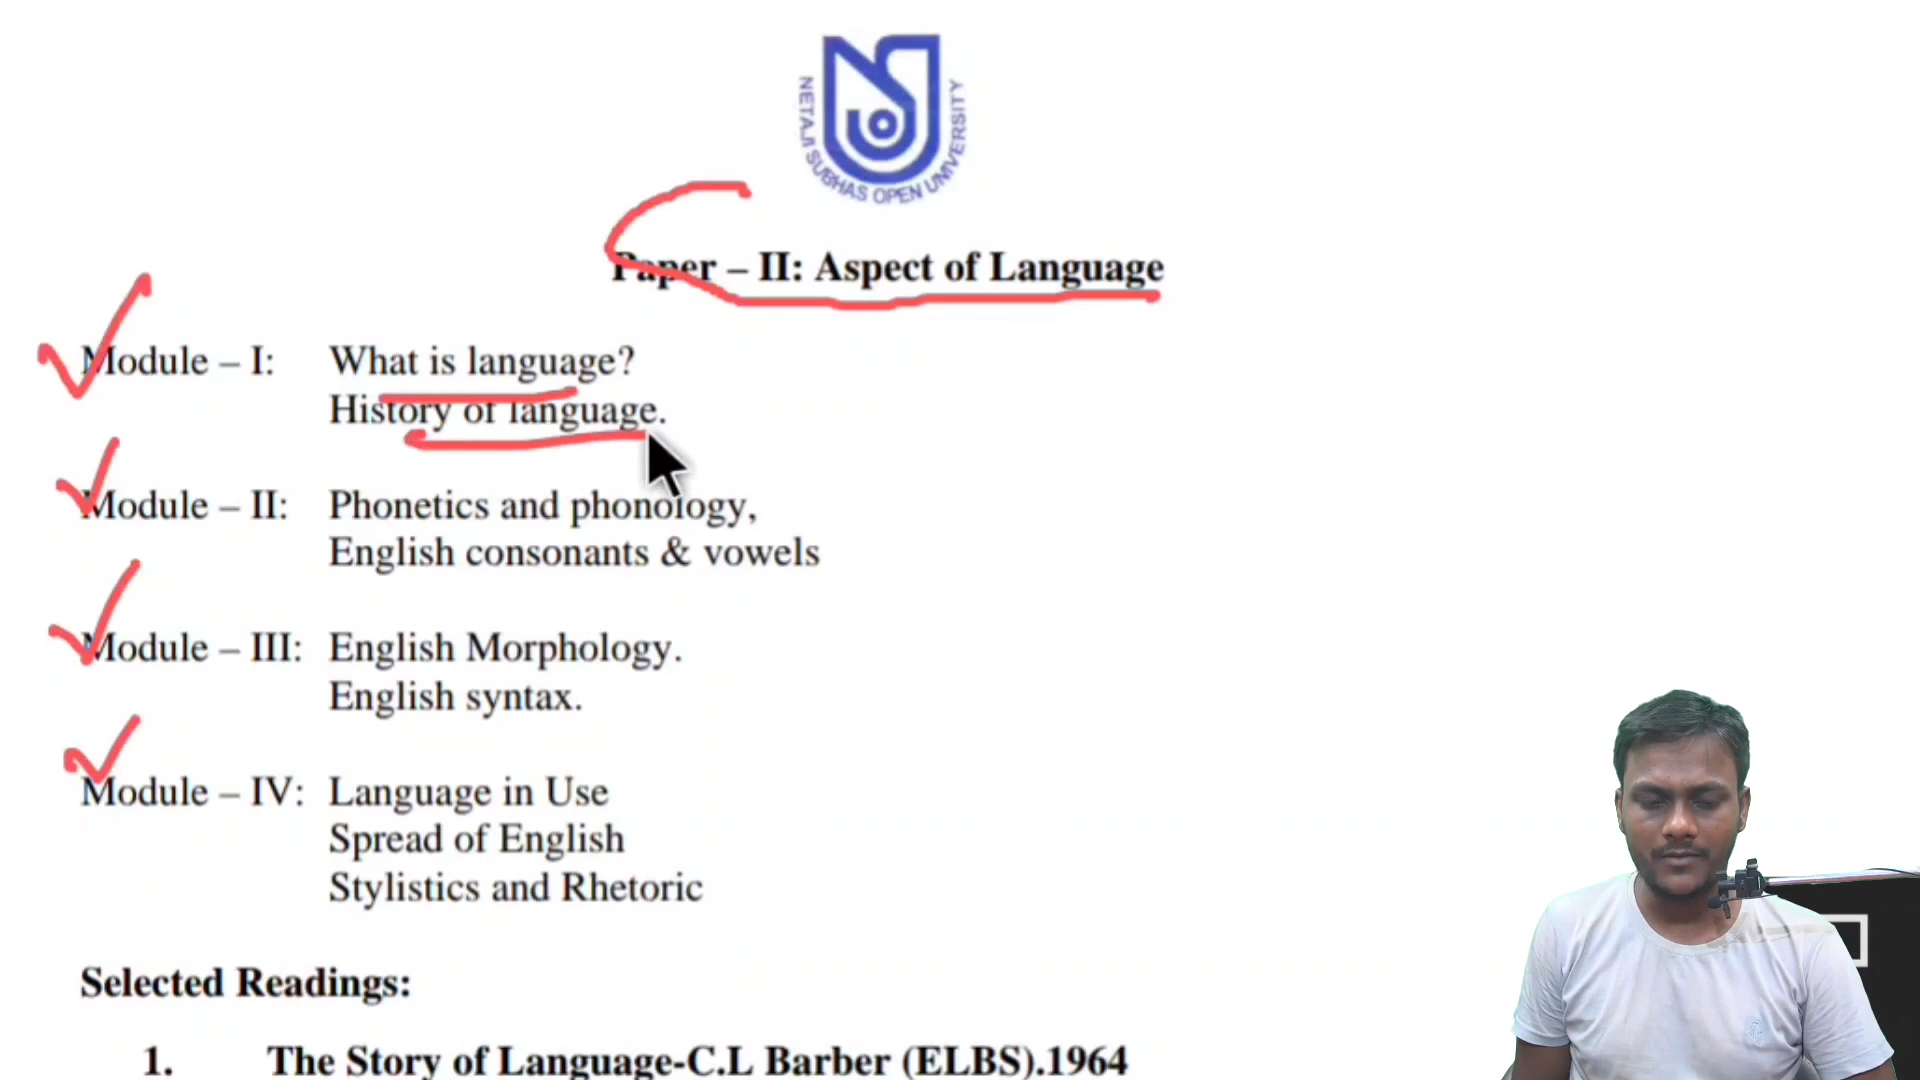 NETAJI SUBHAS OPEN UNIVERSITY
Paper – II: Aspect of Language
Module – I: What is language?
History of language.
Module – II: Phonetics and phonology,
English consonants & vowels
Module – III: English Morphology.
English syntax.
Module – IV: Language in Use
Spread of English
Stylistics and Rhetoric
Selected Readings:
1. The Story of Language-C.L Barber (ELBS).1964